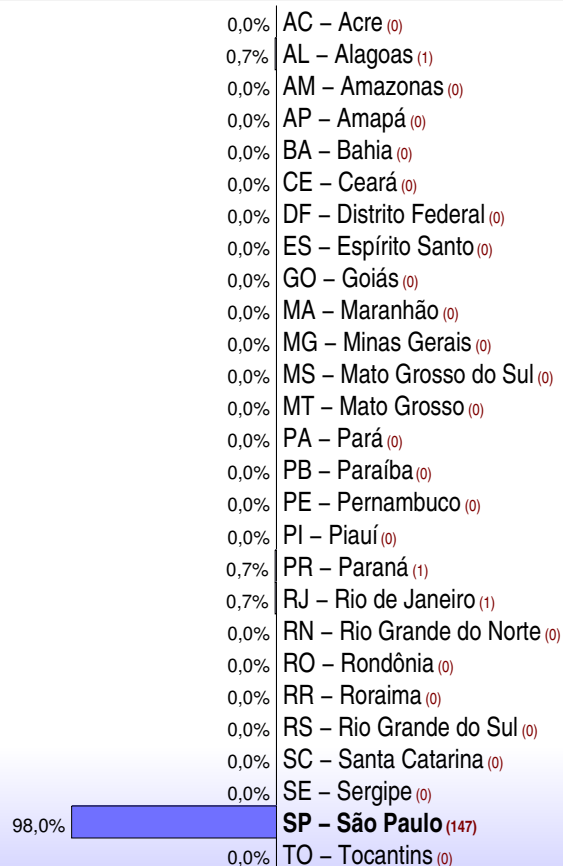 0,0% AC – Acre (0)
0,7% AL – Alagoas (1)
0,0% AM – Amazonas (0)
0,0% AP – Amapá (0)
0,0% BA – Bahia (0)
0,0% CE – Ceará (0)
0,0% DF – Distrito Federal (0)
0,0% ES – Espírito Santo (0)
0,0% GO – Goiás (0)
0,0% MA – Maranhão (0)
0,0% MG – Minas Gerais (0)
0,0% MS – Mato Grosso do Sul (0)
0,0% MT – Mato Grosso (0)
0,0% PA – Pará (0)
0,0% PB – Paraíba (0)
0,0% PE – Pernambuco (0)
0,0% PI – Piauí (0)
0,7% PR – Paraná (1)
0,7% RJ – Rio de Janeiro (1)
0,0% RN – Rio Grande do Norte (0)
0,0% RO – Rondônia (0)
0,0% RR – Roraima (0)
0,0% RS – Rio Grande do Sul (0)
0,0% SC – Santa Catarina (0)
0,0% SE – Sergipe (0)
98,0% SP – São Paulo (147)
0,0% TO – Tocantins (0)